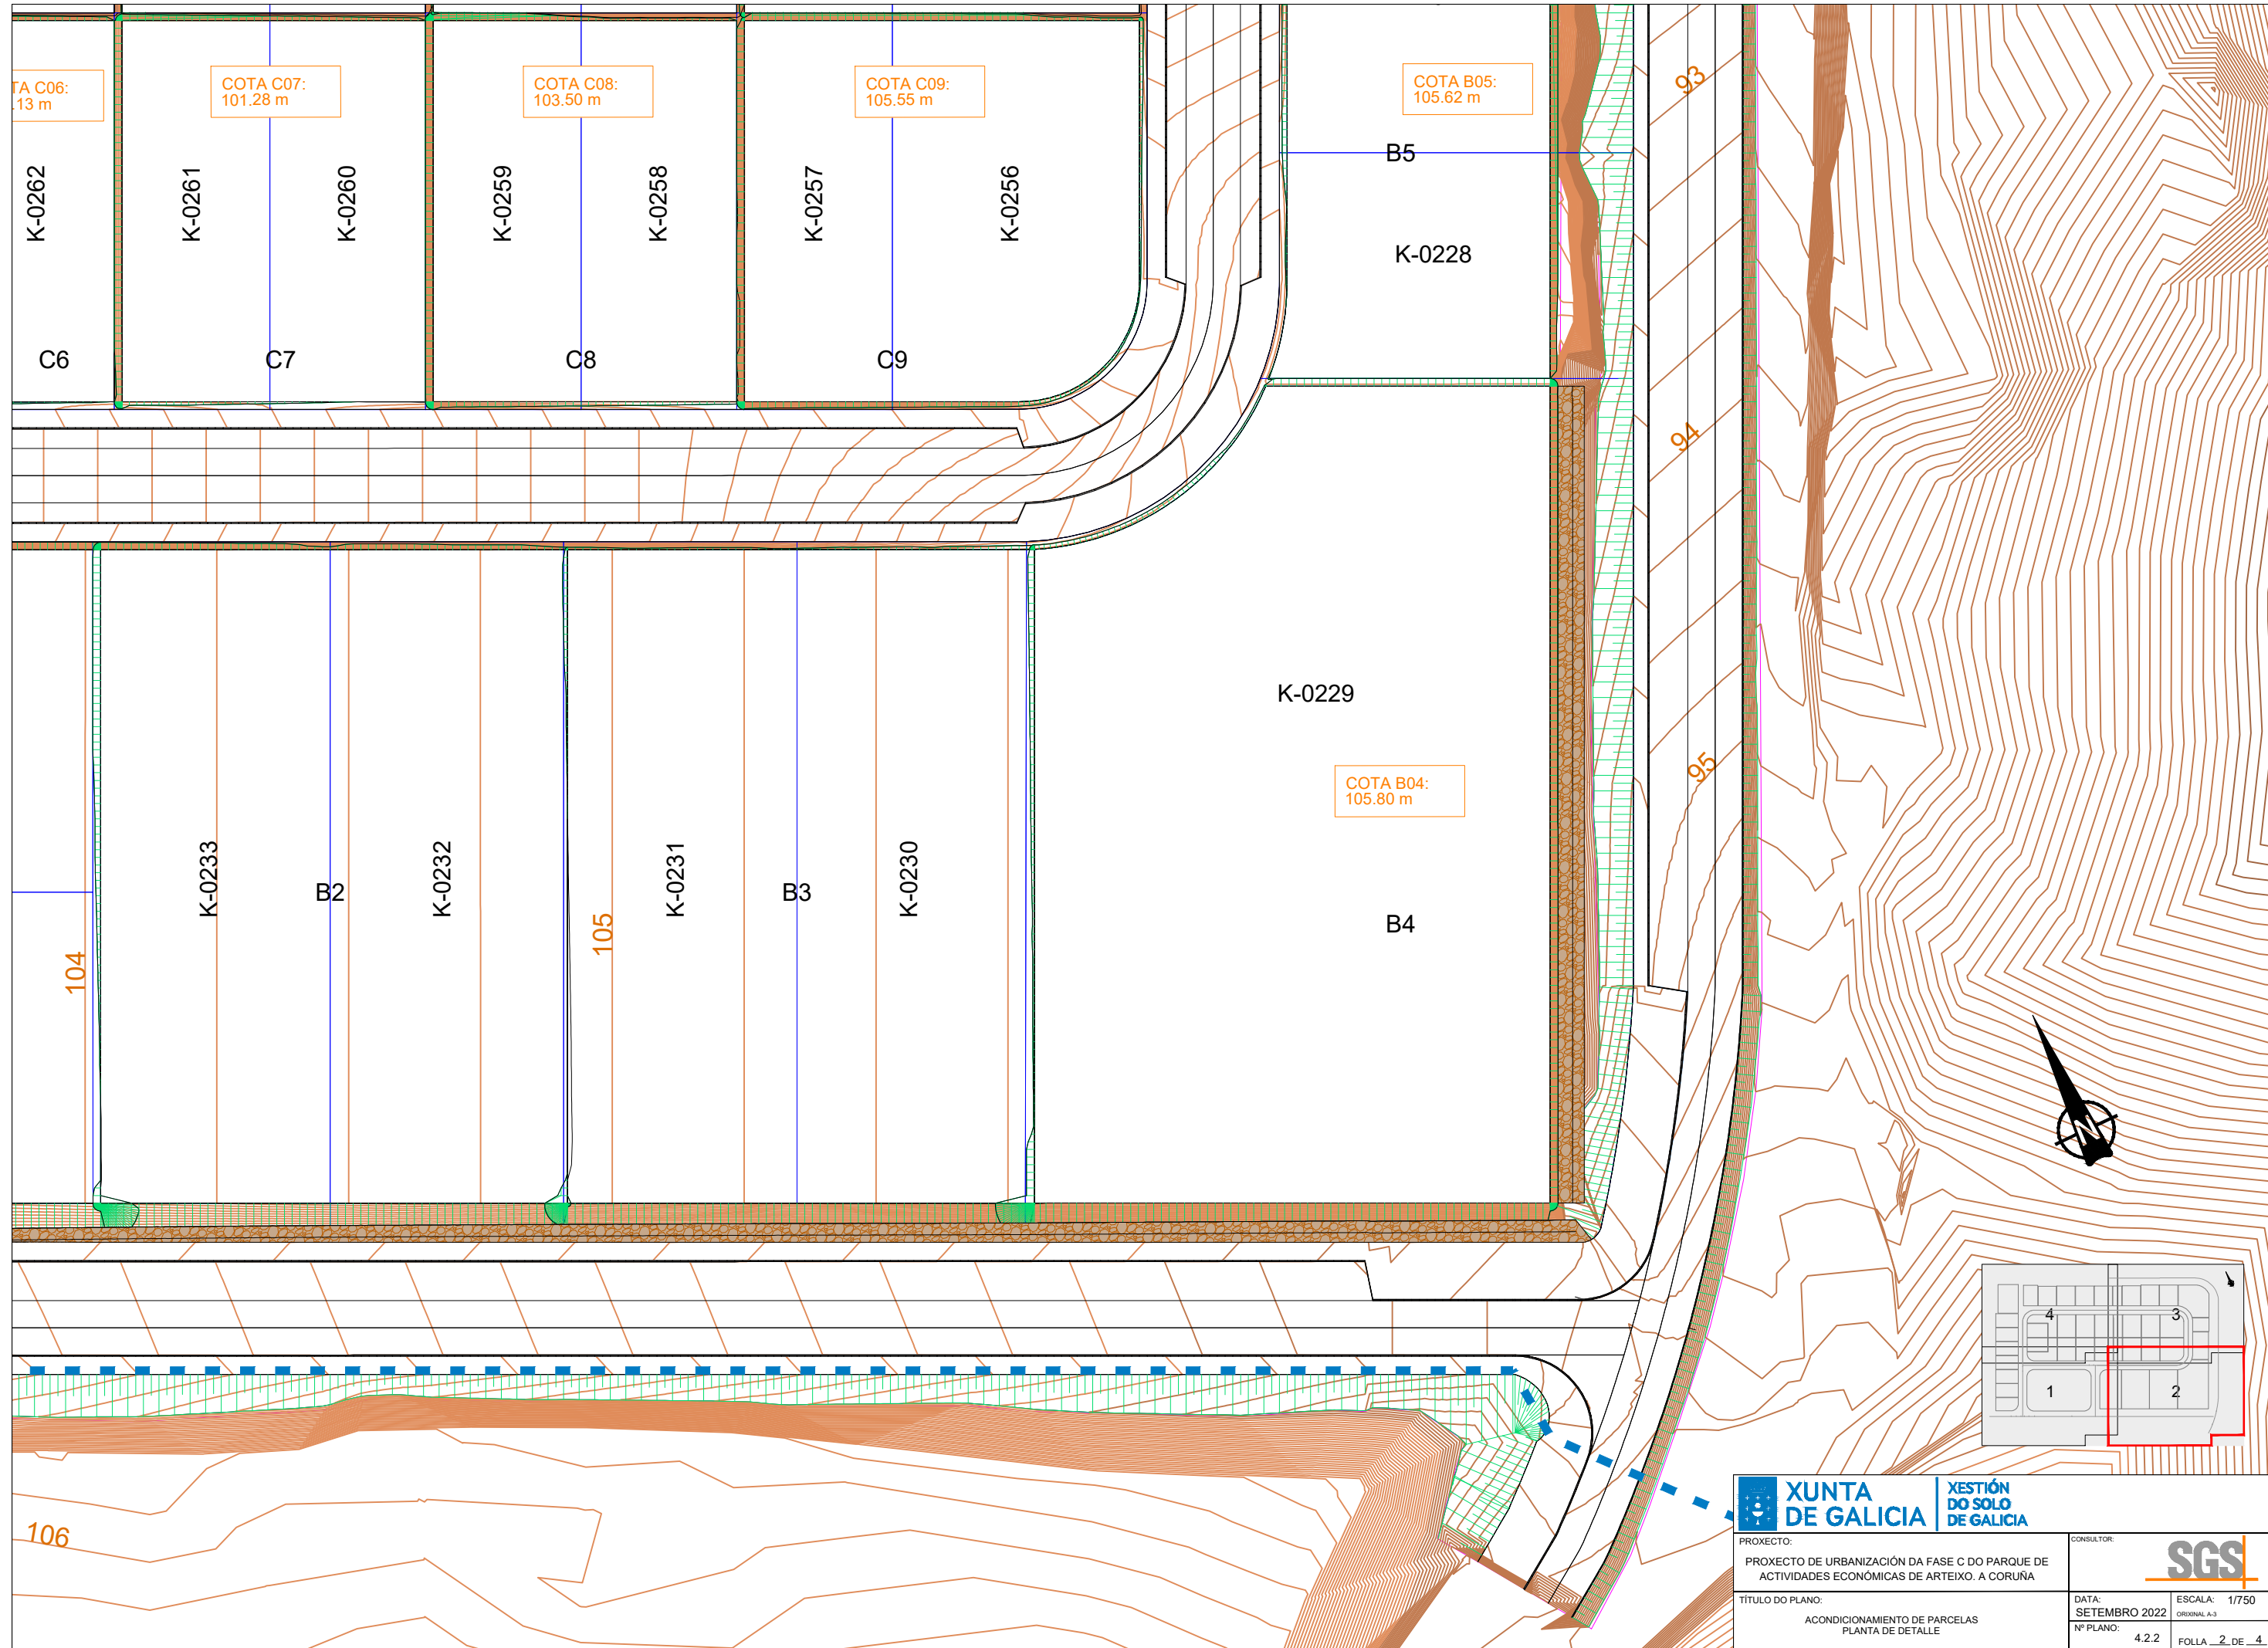 TA C06:
.13 m
COTA C07:
101.28 m
COTA C08:
103.50 m
COTA C09:
105.55 m
COTA B05:
105.62 m
93
B5
K-0262
K-0261
K-0260
K-0259
K-0258
K-0257
K-0256
K-0228
C6
C7
C8
C9
94
K-0229
COTA B04:
105.80 m
95
K-0233
B2
K-0232
K-0231
B3
K-0230
B4
104
105
4
3
1
2
106
XUNTA
DE GALICIA
XESTIÓN
DO SOLO
DE GALICIA
PROXECTO:
PROXECTO DE URBANIZACIÓN DA FASE C DO PARQUE DE
ACTIVIDADES ECONÓMICAS DE ARTEIXO. A CORUÑA
CONSULTOR:
SGS
TÍTULO DO PLANO:
ACONDICIONAMIENTO DE PARCELAS
PLANTA DE DETALLE
DATA:
SETEMBRO 2022
ESCALA: 1/750
ORIXINAL A-3
Nº PLANO:
4.2.2
FOLLA 2 DE 4